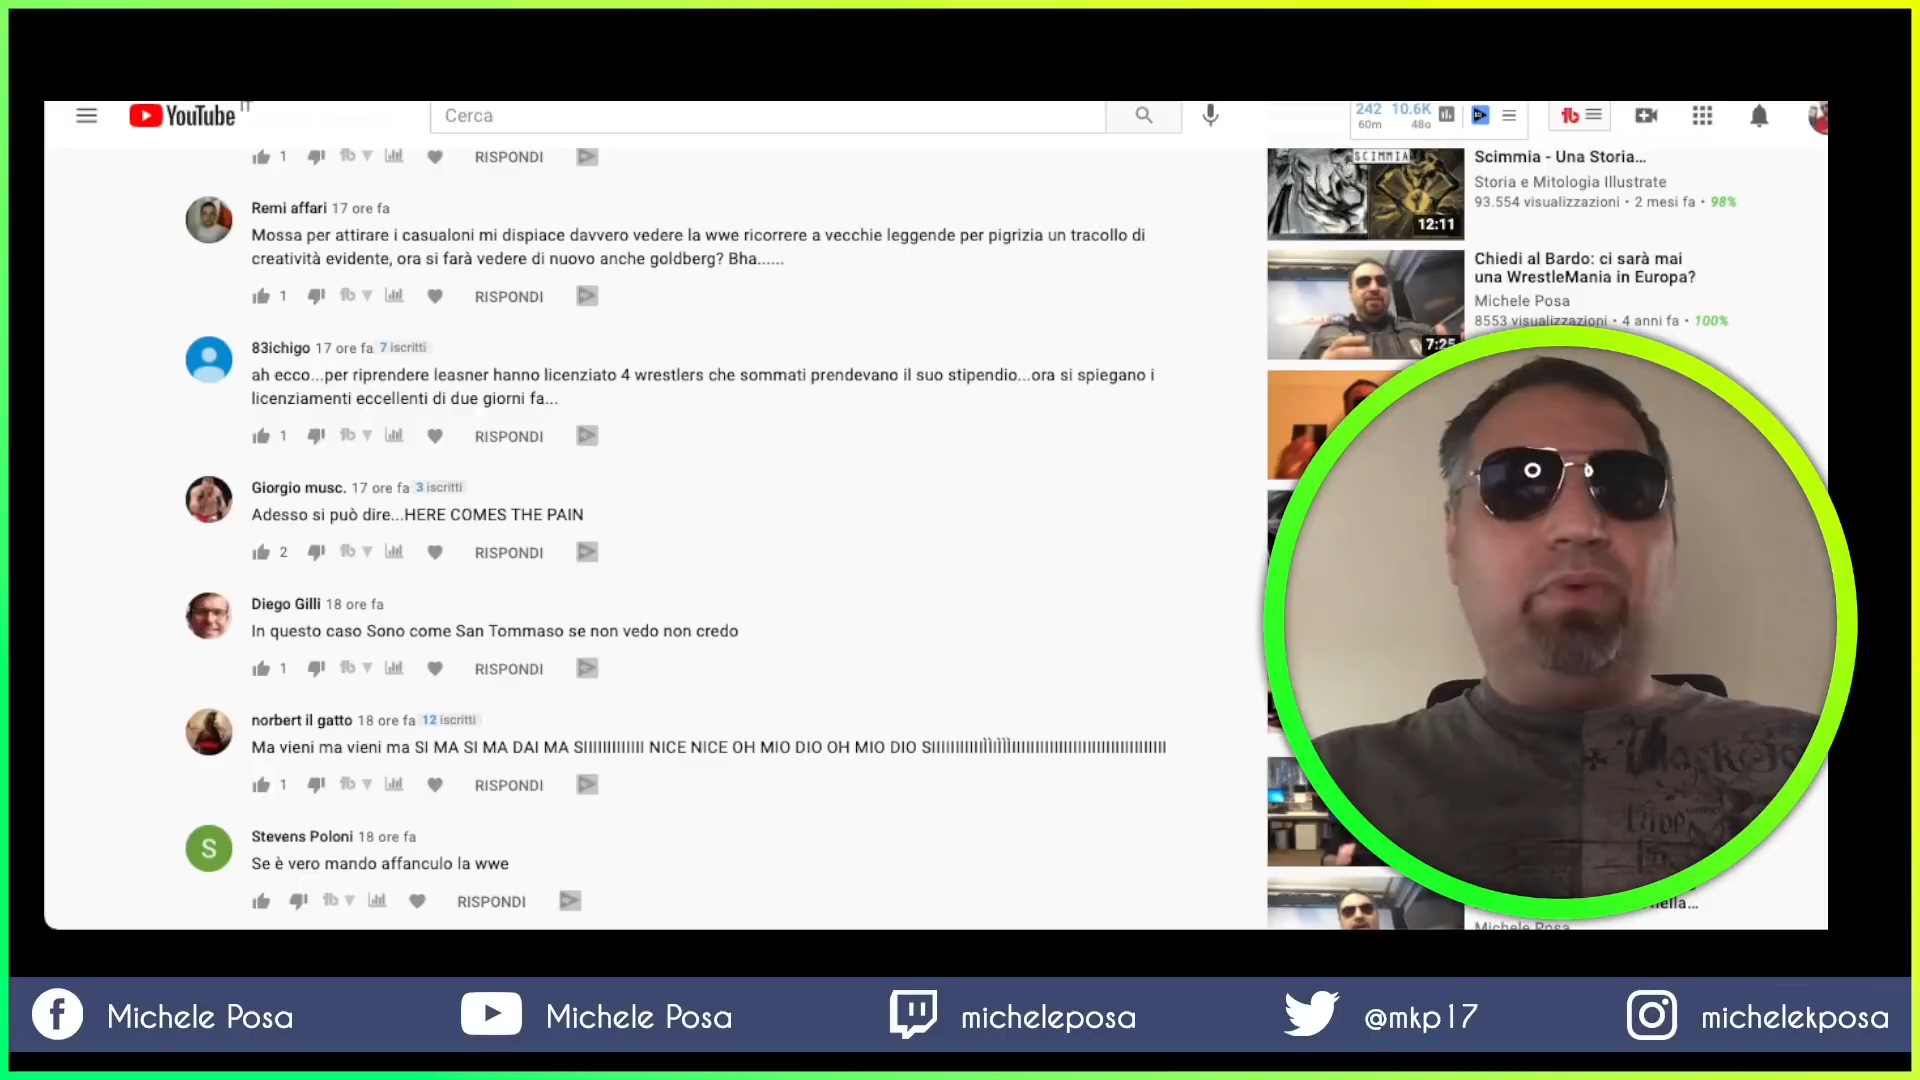 YouTube IT
Cerca
242 10.6K
60m 48o
1 RISPONDI
Remi affari 17 ore fa
Mossa per attirare i casualoni mi dispiace davvero vedere la wwe ricorrere a vecchie leggende per pigrizia un tracollo di
creatività evidente, ora si farà vedere di nuovo anche goldberg? Bha......
1 RISPONDI
83ichigo 17 ore fa 7 iscritti
ah ecco...per riprendere leasner hanno licenziato 4 wrestlers che sommati prendevano il suo stipendio...ora si spiegano i
licenziamenti eccellenti di due giorni fa...
1 RISPONDI
Giorgio musc. 17 ore fa 3 iscritti
Adesso si può dire...HERE COMES THE PAIN
2 RISPONDI
Diego Gilli 18 ore fa
In questo caso Sono come San Tommaso se non vedo non credo
1 RISPONDI
norbert il gatto 18 ore fa 12 iscritti
Ma vieni ma vieni ma SI MA SI MA DAI MA SIIIIIIIIIIIII NICE NICE OH MIO DIO OH MIO DIO SIIIIIIIIIIIÌÌIÌÌÌIIIIIIIIIIIIIIIIIIIIIIIIIIIIIIIII
1 RISPONDI
S
Stevens Poloni 18 ore fa
Se è vero mando affanculo la wwe
RISPONDI
SCIMMIA
12:11
Scimmia - Una Storia...
Storia e Mitologia Illustrate
93.554 visualizzazioni • 2 mesi fa • 98%
7:25
Chiedi al Bardo: ci sarà mai
una WrestleMania in Europa?
Michele Posa
8553 visualizzazioni • 4 anni fa • 100%
Michele Posa
Michele Posa
Michele Posa
micheleposa
@mkp17
michelekposa